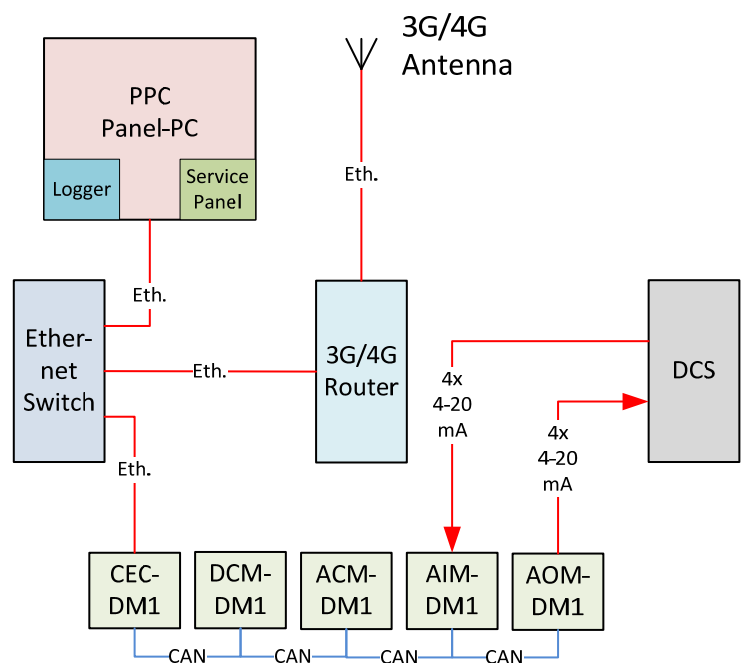 3G/4G
Antenna
PPC
Panel-PC
Logger
Service
Panel
Eth.
Eth.
Ether-
net
Switch
Eth.
3G/4G
Router
4x
4-20
mA
DCS
4x
4-20
mA
Eth.
CEC-
DM1
DCM-
DM1
ACM-
DM1
AIM-
DM1
AOM-
DM1
CAN
CAN
CAN
CAN